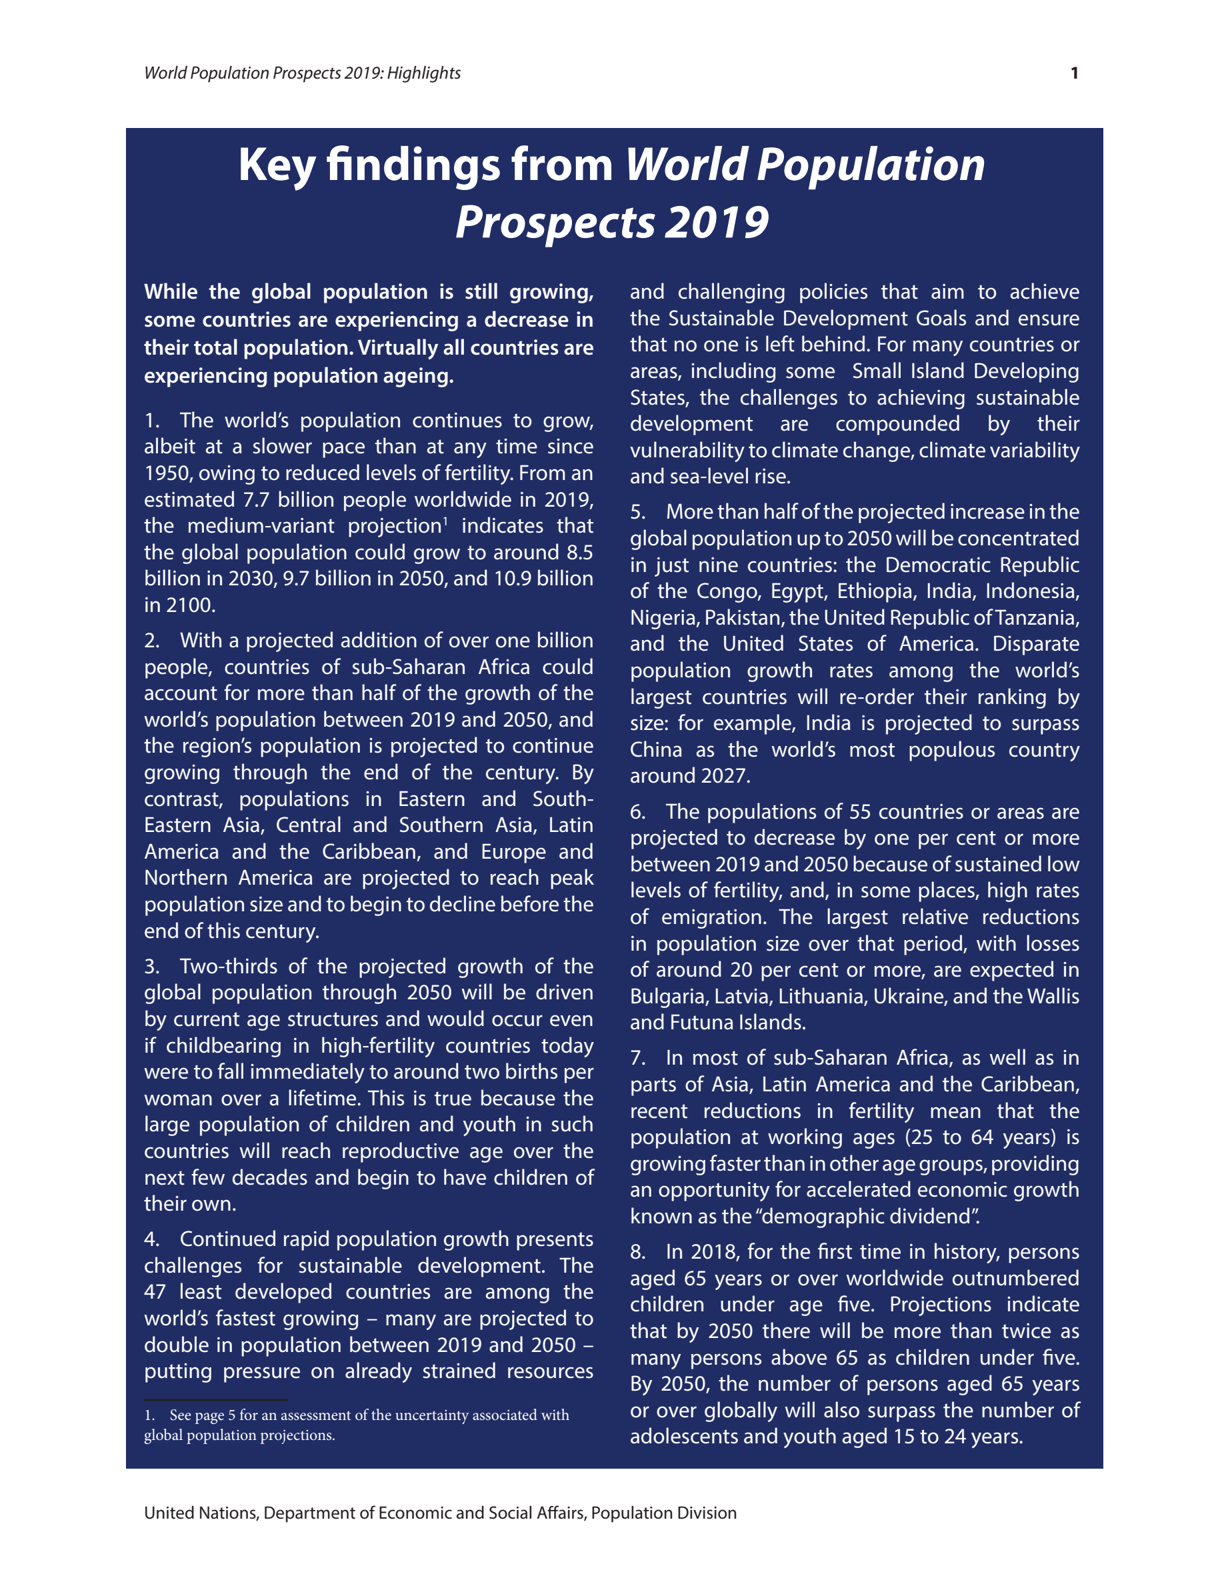 World Population Prospects 2019: Highlights
1
Key findings from World Population
Prospects 2019
While the global population is still growing,
some countries are experiencing a decrease in
their total population. Virtually all countries are
experiencing population ageing.
1. The world’s population continues to grow,
albeit at a slower pace than at any time since
1950, owing to reduced levels of fertility. From an
estimated 7.7 billion people worldwide in 2019,
the medium-variant projection¹ indicates that
the global population could grow to around 8.5
billion in 2030, 9.7 billion in 2050, and 10.9 billion
in 2100.
2. With a projected addition of over one billion
people, countries of sub-Saharan Africa could
account for more than half of the growth of the
world’s population between 2019 and 2050, and
the region’s population is projected to continue
growing through the end of the century. By
contrast, populations in Eastern and South-
Eastern Asia, Central and Southern Asia, Latin
America and the Caribbean, and Europe and
Northern America are projected to reach peak
population size and to begin to decline before the
end of this century.
3. Two-thirds of the projected growth of the
global population through 2050 will be driven
by current age structures and would occur even
if childbearing in high-fertility countries today
were to fall immediately to around two births per
woman over a lifetime. This is true because the
large population of children and youth in such
countries will reach reproductive age over the
next few decades and begin to have children of
their own.
4. Continued rapid population growth presents
challenges for sustainable development. The
47 least developed countries are among the
world’s fastest growing – many are projected to
double in population between 2019 and 2050 –
putting pressure on already strained resources
1. See page 5 for an assessment of the uncertainty associated with
global population projections.
and challenging policies that aim to achieve
the Sustainable Development Goals and ensure
that no one is left behind. For many countries or
areas, including some Small Island Developing
States, the challenges to achieving sustainable
development are compounded by their
vulnerability to climate change, climate variability
and sea-level rise.
5. More than half of the projected increase in the
global population up to 2050 will be concentrated
in just nine countries: the Democratic Republic
of the Congo, Egypt, Ethiopia, India, Indonesia,
Nigeria, Pakistan, the United Republic of Tanzania,
and the United States of America. Disparate
population growth rates among the world’s
largest countries will re-order their ranking by
size: for example, India is projected to surpass
China as the world’s most populous country
around 2027.
6. The populations of 55 countries or areas are
projected to decrease by one per cent or more
between 2019 and 2050 because of sustained low
levels of fertility, and, in some places, high rates
of emigration. The largest relative reductions
in population size over that period, with losses
of around 20 per cent or more, are expected in
Bulgaria, Latvia, Lithuania, Ukraine, and the Wallis
and Futuna Islands.
7. In most of sub-Saharan Africa, as well as in
parts of Asia, Latin America and the Caribbean,
recent reductions in fertility mean that the
population at working ages (25 to 64 years) is
growing faster than in other age groups, providing
an opportunity for accelerated economic growth
known as the “demographic dividend”.
8. In 2018, for the first time in history, persons
aged 65 years or over worldwide outnumbered
children under age five. Projections indicate
that by 2050 there will be more than twice as
many persons above 65 as children under five.
By 2050, the number of persons aged 65 years
or over globally will also surpass the number of
adolescents and youth aged 15 to 24 years.
United Nations, Department of Economic and Social Affairs, Population Division